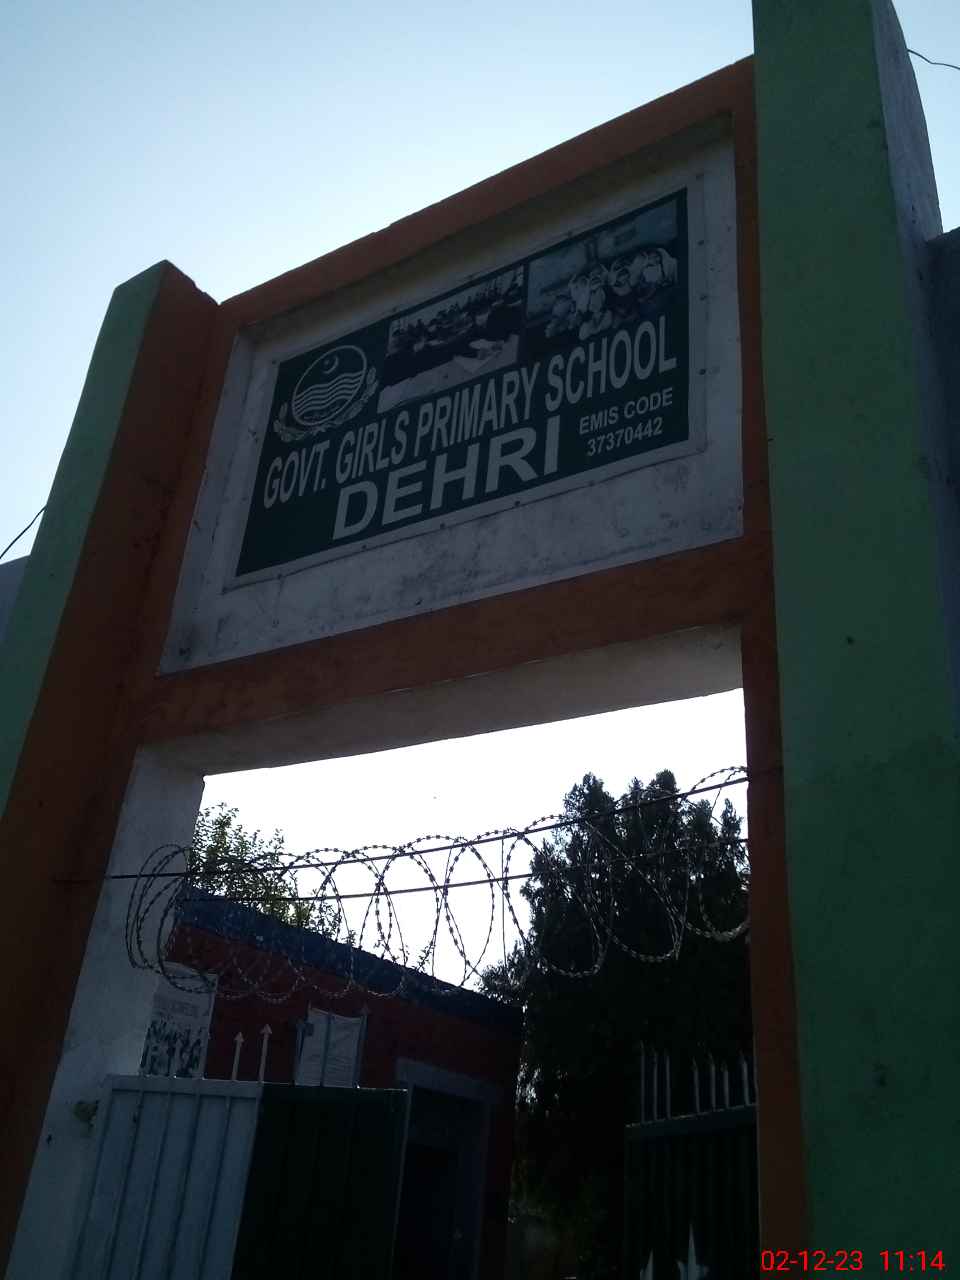 GOVT. GIRLS PRIMARY SCHOOL
DEHRI
EMIS CODE
37370442
02-12-23 11:14